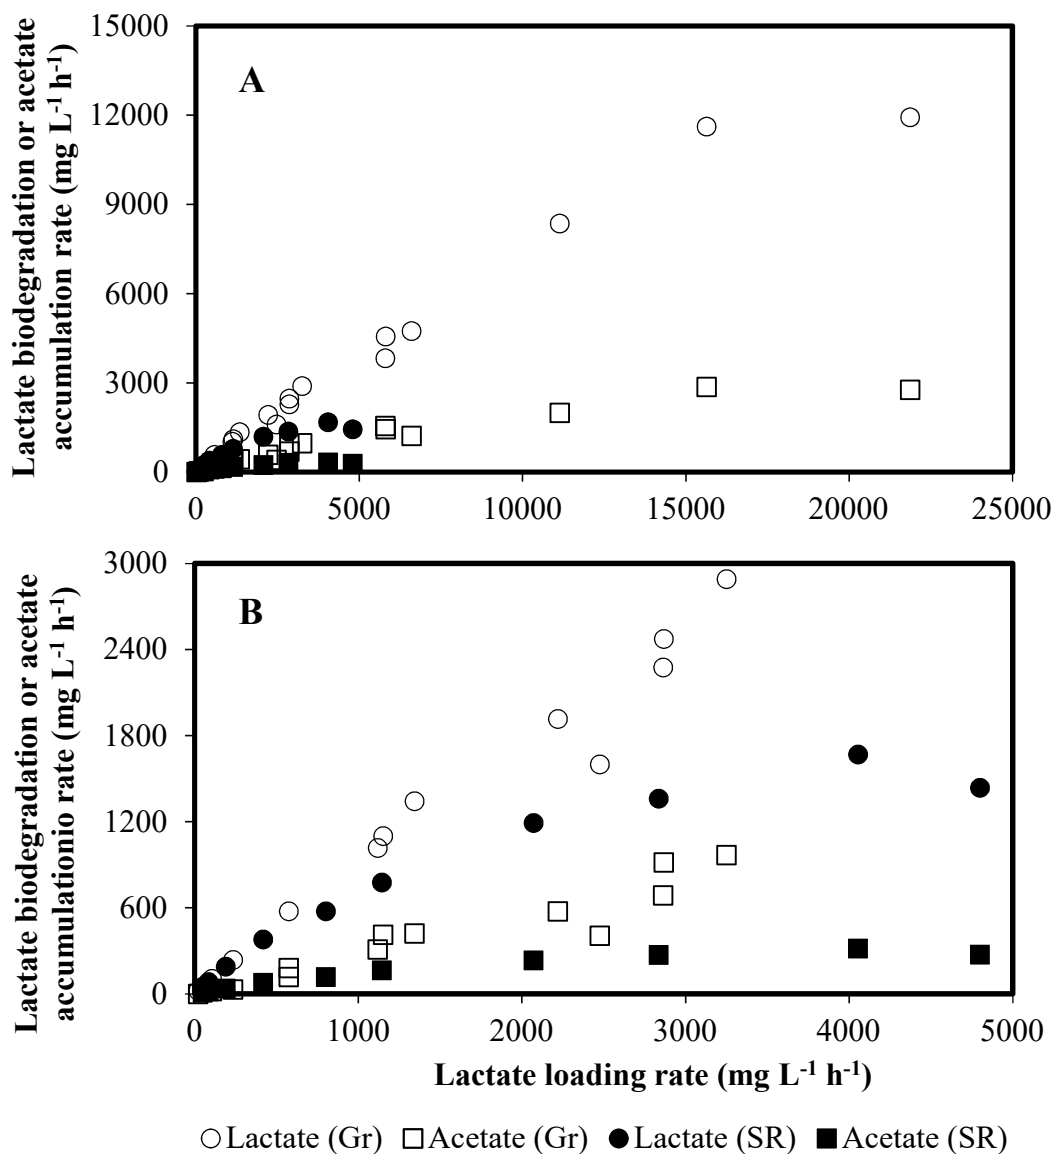 Lactate biodegradation or acetate
accumulation rate (mg L-1 h-1)
15000
12000
9000
6000
3000
0
A
0 5000 10000 15000 20000 25000
Lactate biodegradation or acetate
accumulationio rate (mg L-1 h-1)
3000
2400
1800
1200
600
0
B
0 1000 2000 3000 4000 5000
Lactate loading rate (mg L-1 h-1)
Lactate (Gr) Acetate (Gr) Lactate (SR) Acetate (SR)